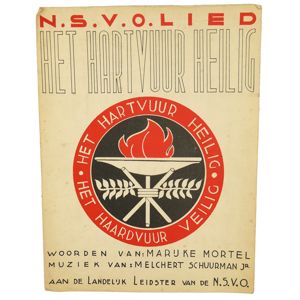 N.S.V.O. LIED
HET HARTVUUR HEILIG
• HET HARTVUUR HEILIG •
HET HAARDVUUR VEILIG
WOORDEN VAN: MARIJKE MORTEL
MUZIEK VAN: MELCHERT SCHUURMAN JR.
AAN DE LANDELIJK LEIDSTER VAN DE N.S.V.O.